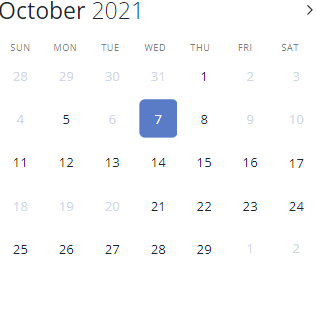 October 2021
SUN MON TUE WED THU FRI SAT
28 29 30 31 1 2 3
4 5 6 7 8 9 10
11 12 13 14 15 16 17
18 19 20 21 22 23 24
25 26 27 28 29 1 2